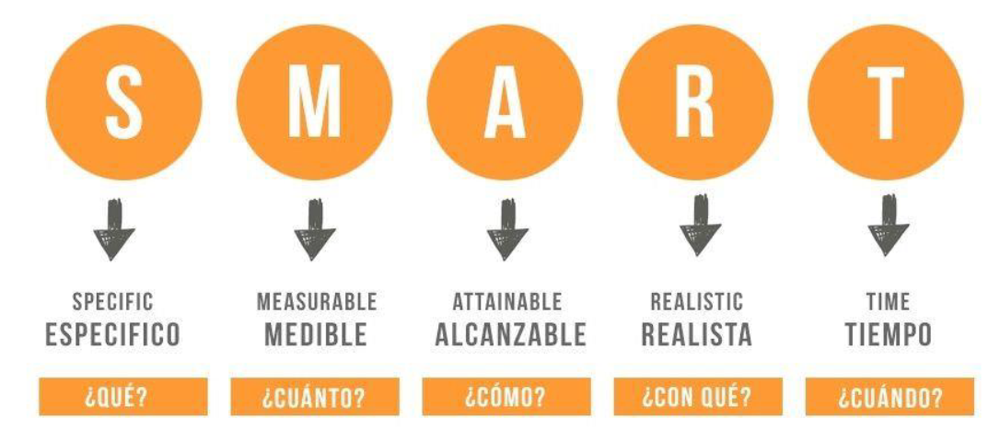 S M A R T
SPECIFIC MEASURABLE ATTAINABLE REALISTIC TIME
ESPECIFICO MEDIBLE ALCANZABLE REALISTA TIEMPO
¿QUÉ? ¿CUÁNTO? ¿CÓMO? ¿CON QUÉ? ¿CUÁNDO?